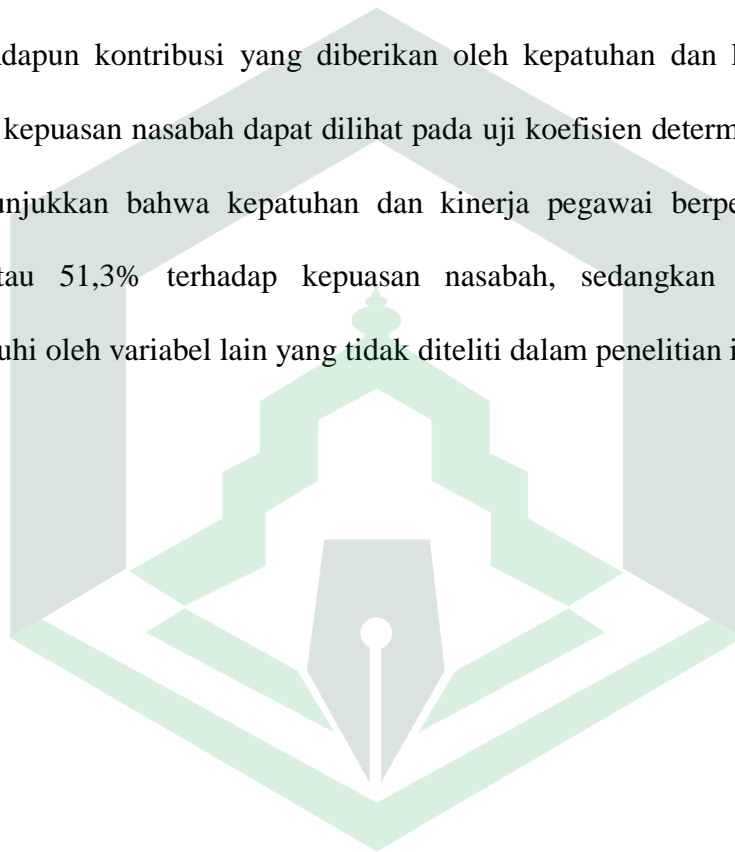 dapun kontribusi yang diberikan oleh kepatuhan dan
kepuasan nasabah dapat dilihat pada uji koefisien determ
unjukkan bahwa kepatuhan dan kinerja pegawai berpe
tau 51,3% terhadap kepuasan nasabah, sedangkan
uhi oleh variabel lain yang tidak diteliti dalam penelitian i